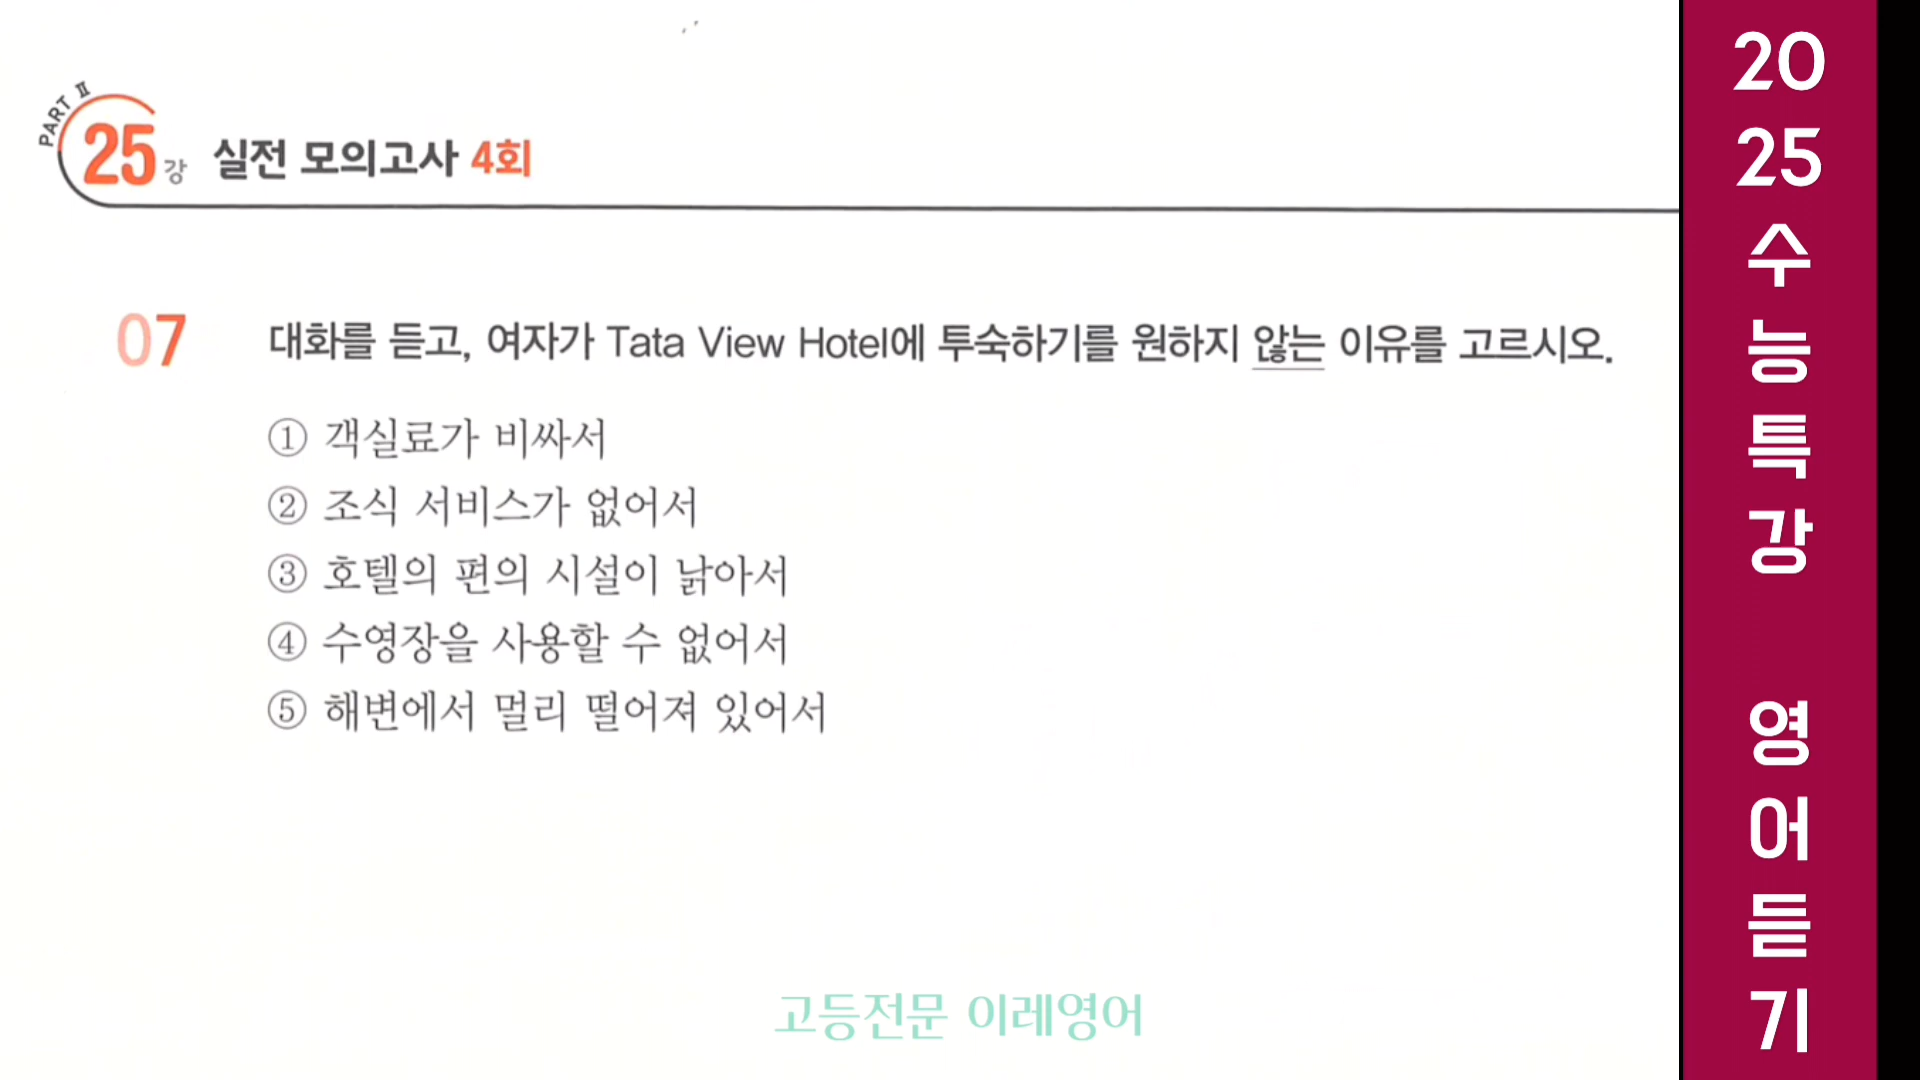 PART Ⅱ
25강 실전 모의고사 4회
07 대화를 듣고, 여자가 Tata View Hotel에 투숙하기를 원하지 않는 이유를 고르시오.
① 객실료가 비싸서
② 조식 서비스가 없어서
③ 호텔의 편의 시설이 낡아서
④ 수영장을 사용할 수 없어서
⑤ 해변에서 멀리 떨어져 있어서
고등전문 이레영어
20
25
수
능
특
강
영
어
듣
기